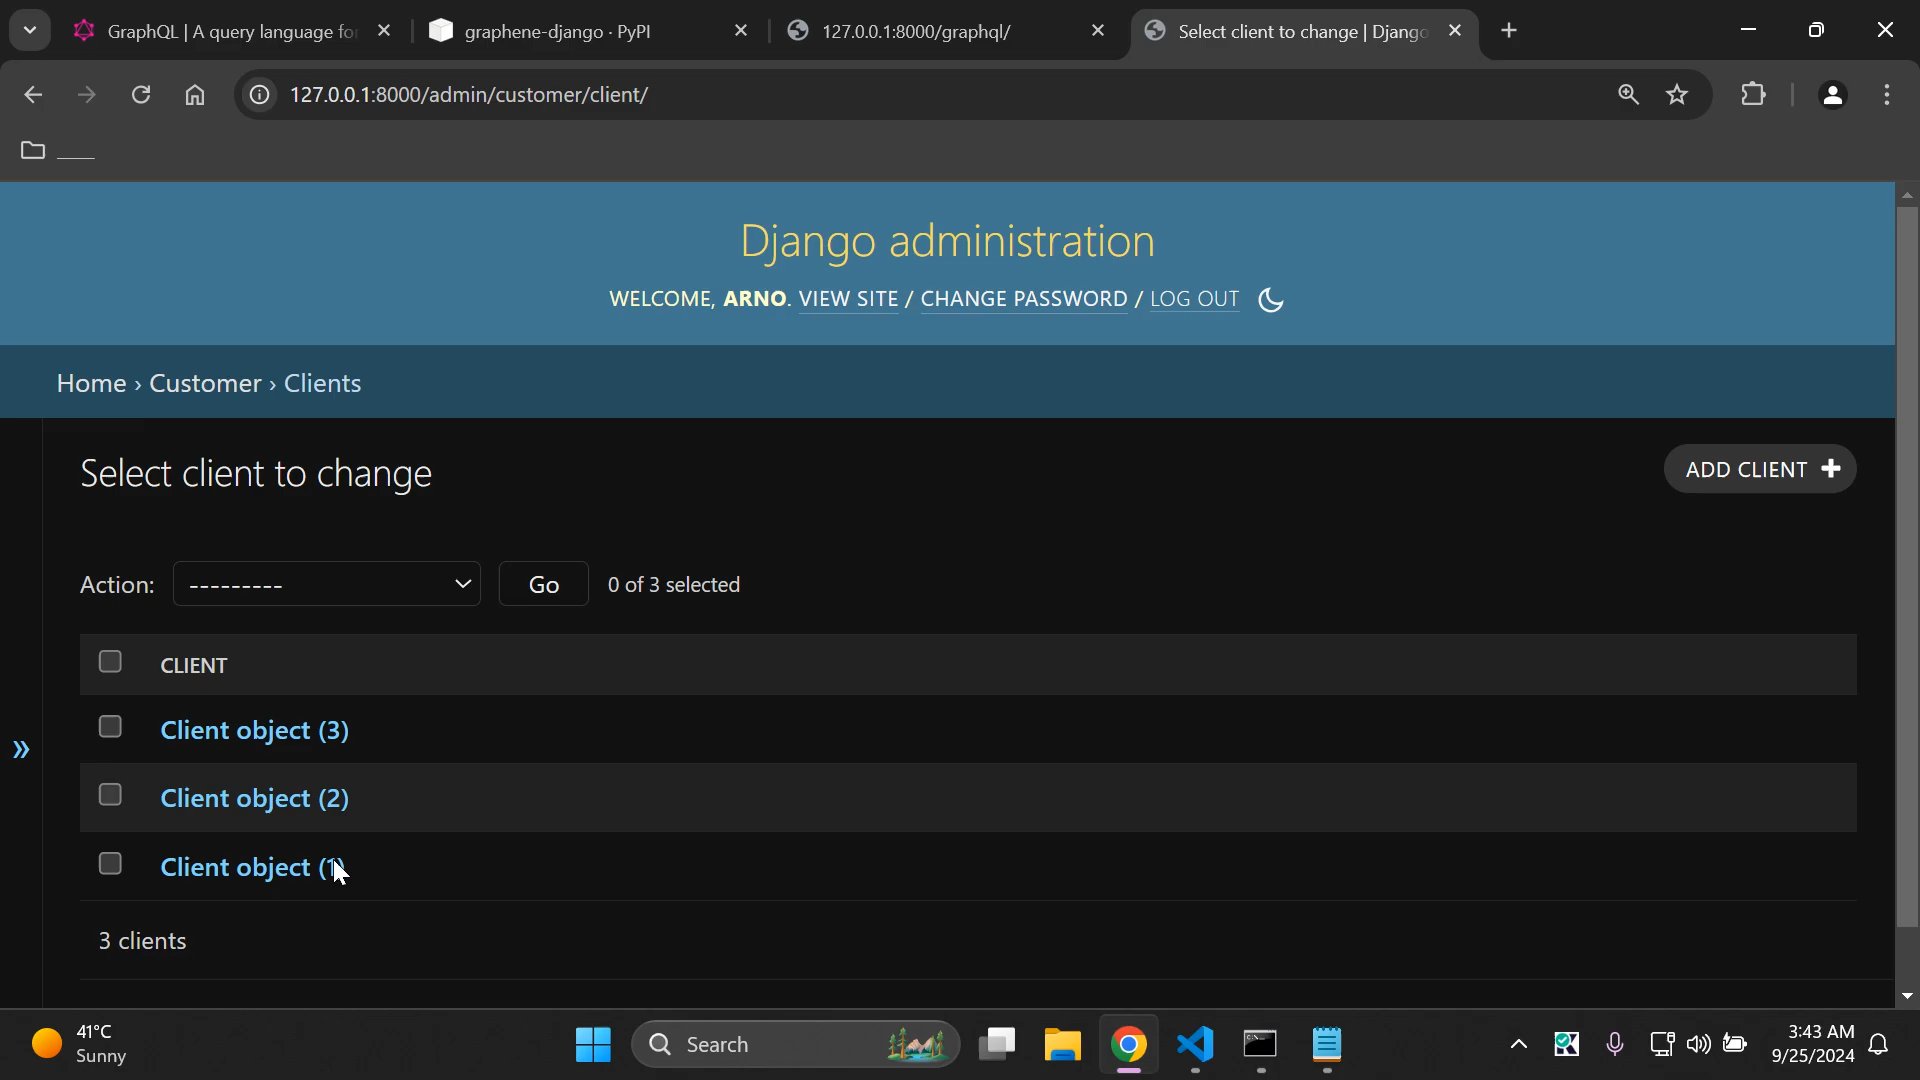 GraphQL | A query language for
graphene-django · PyPI
127.0.0.1:8000/graphql/
Select client to change | Django
127.0.0.1:8000/admin/customer/client/
Django administration
WELCOME, ARNO. VIEW SITE / CHANGE PASSWORD / LOG OUT
Home › Customer › Clients
Select client to change
ADD CLIENT +
Action: --------- Go 0 of 3 selected
CLIENT
Client object (3)
Client object (2)
Client object (1)
3 clients
»
41°C
Sunny
Search
3:43 AM
9/25/2024